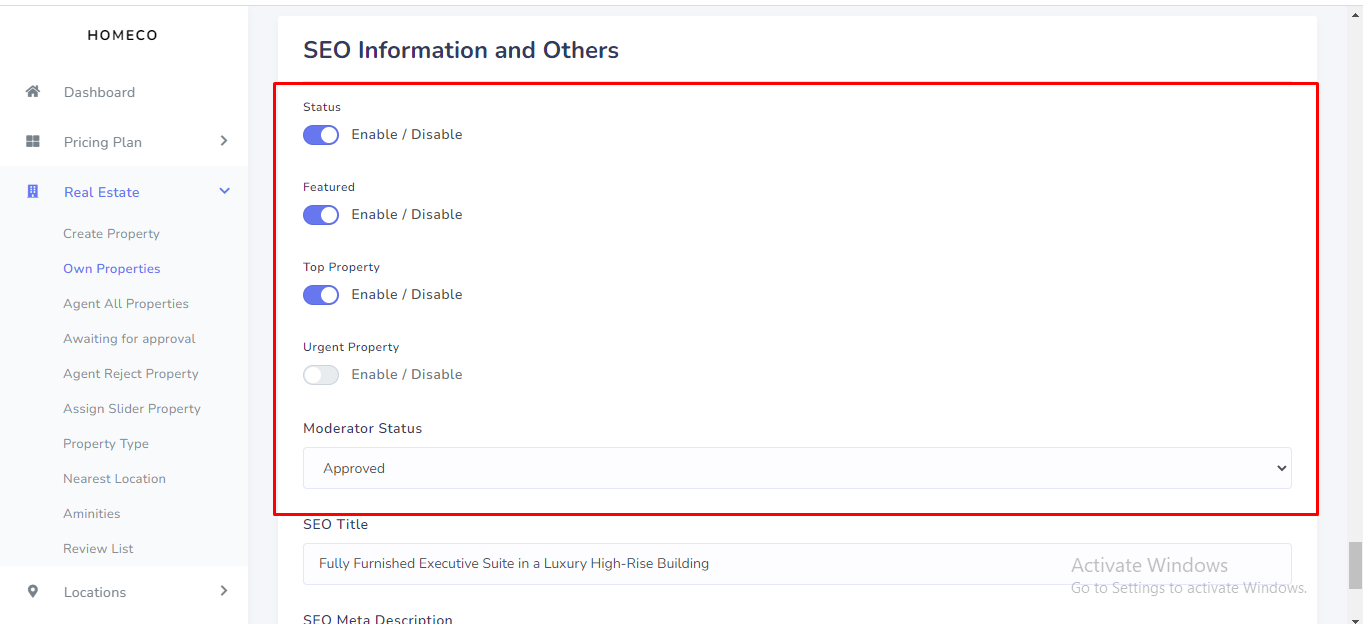 HOMECO
Dashboard
Pricing Plan
Real Estate
Create Property
Own Properties
Agent All Properties
Awaiting for approval
Agent Reject Property
Assign Slider Property
Property Type
Nearest Location
Aminities
Review List
Locations
SEO Information and Others
Status
Enable / Disable
Featured
Enable / Disable
Top Property
Enable / Disable
Urgent Property
Enable / Disable
Moderator Status
Approved
SEO Title
Fully Furnished Executive Suite in a Luxury High-Rise Building
SEO Meta Description
Activate Windows
Go to Settings to activate Windows.